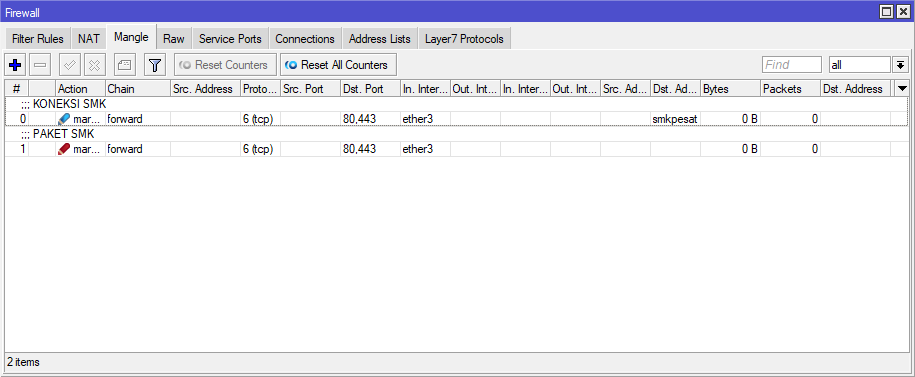 Firewall
Filter Rules NAT Mangle Raw Service Ports Connections Address Lists Layer7 Protocols
Reset Counters Reset All Counters Find all
# Action Chain Src. Address Proto... Src. Port Dst. Port In. Inter... Out. Int... In. Inter... Out. Int... Src. Ad... Dst. Ad... Bytes Packets Dst. Address
;;; KONEKSI SMK
0 mar... forward 6 (tcp) 80,443 ether3 smkpesat 0 B 0
;;; PAKET SMK
1 mar... forward 6 (tcp) 80,443 ether3 0 B 0
2 items